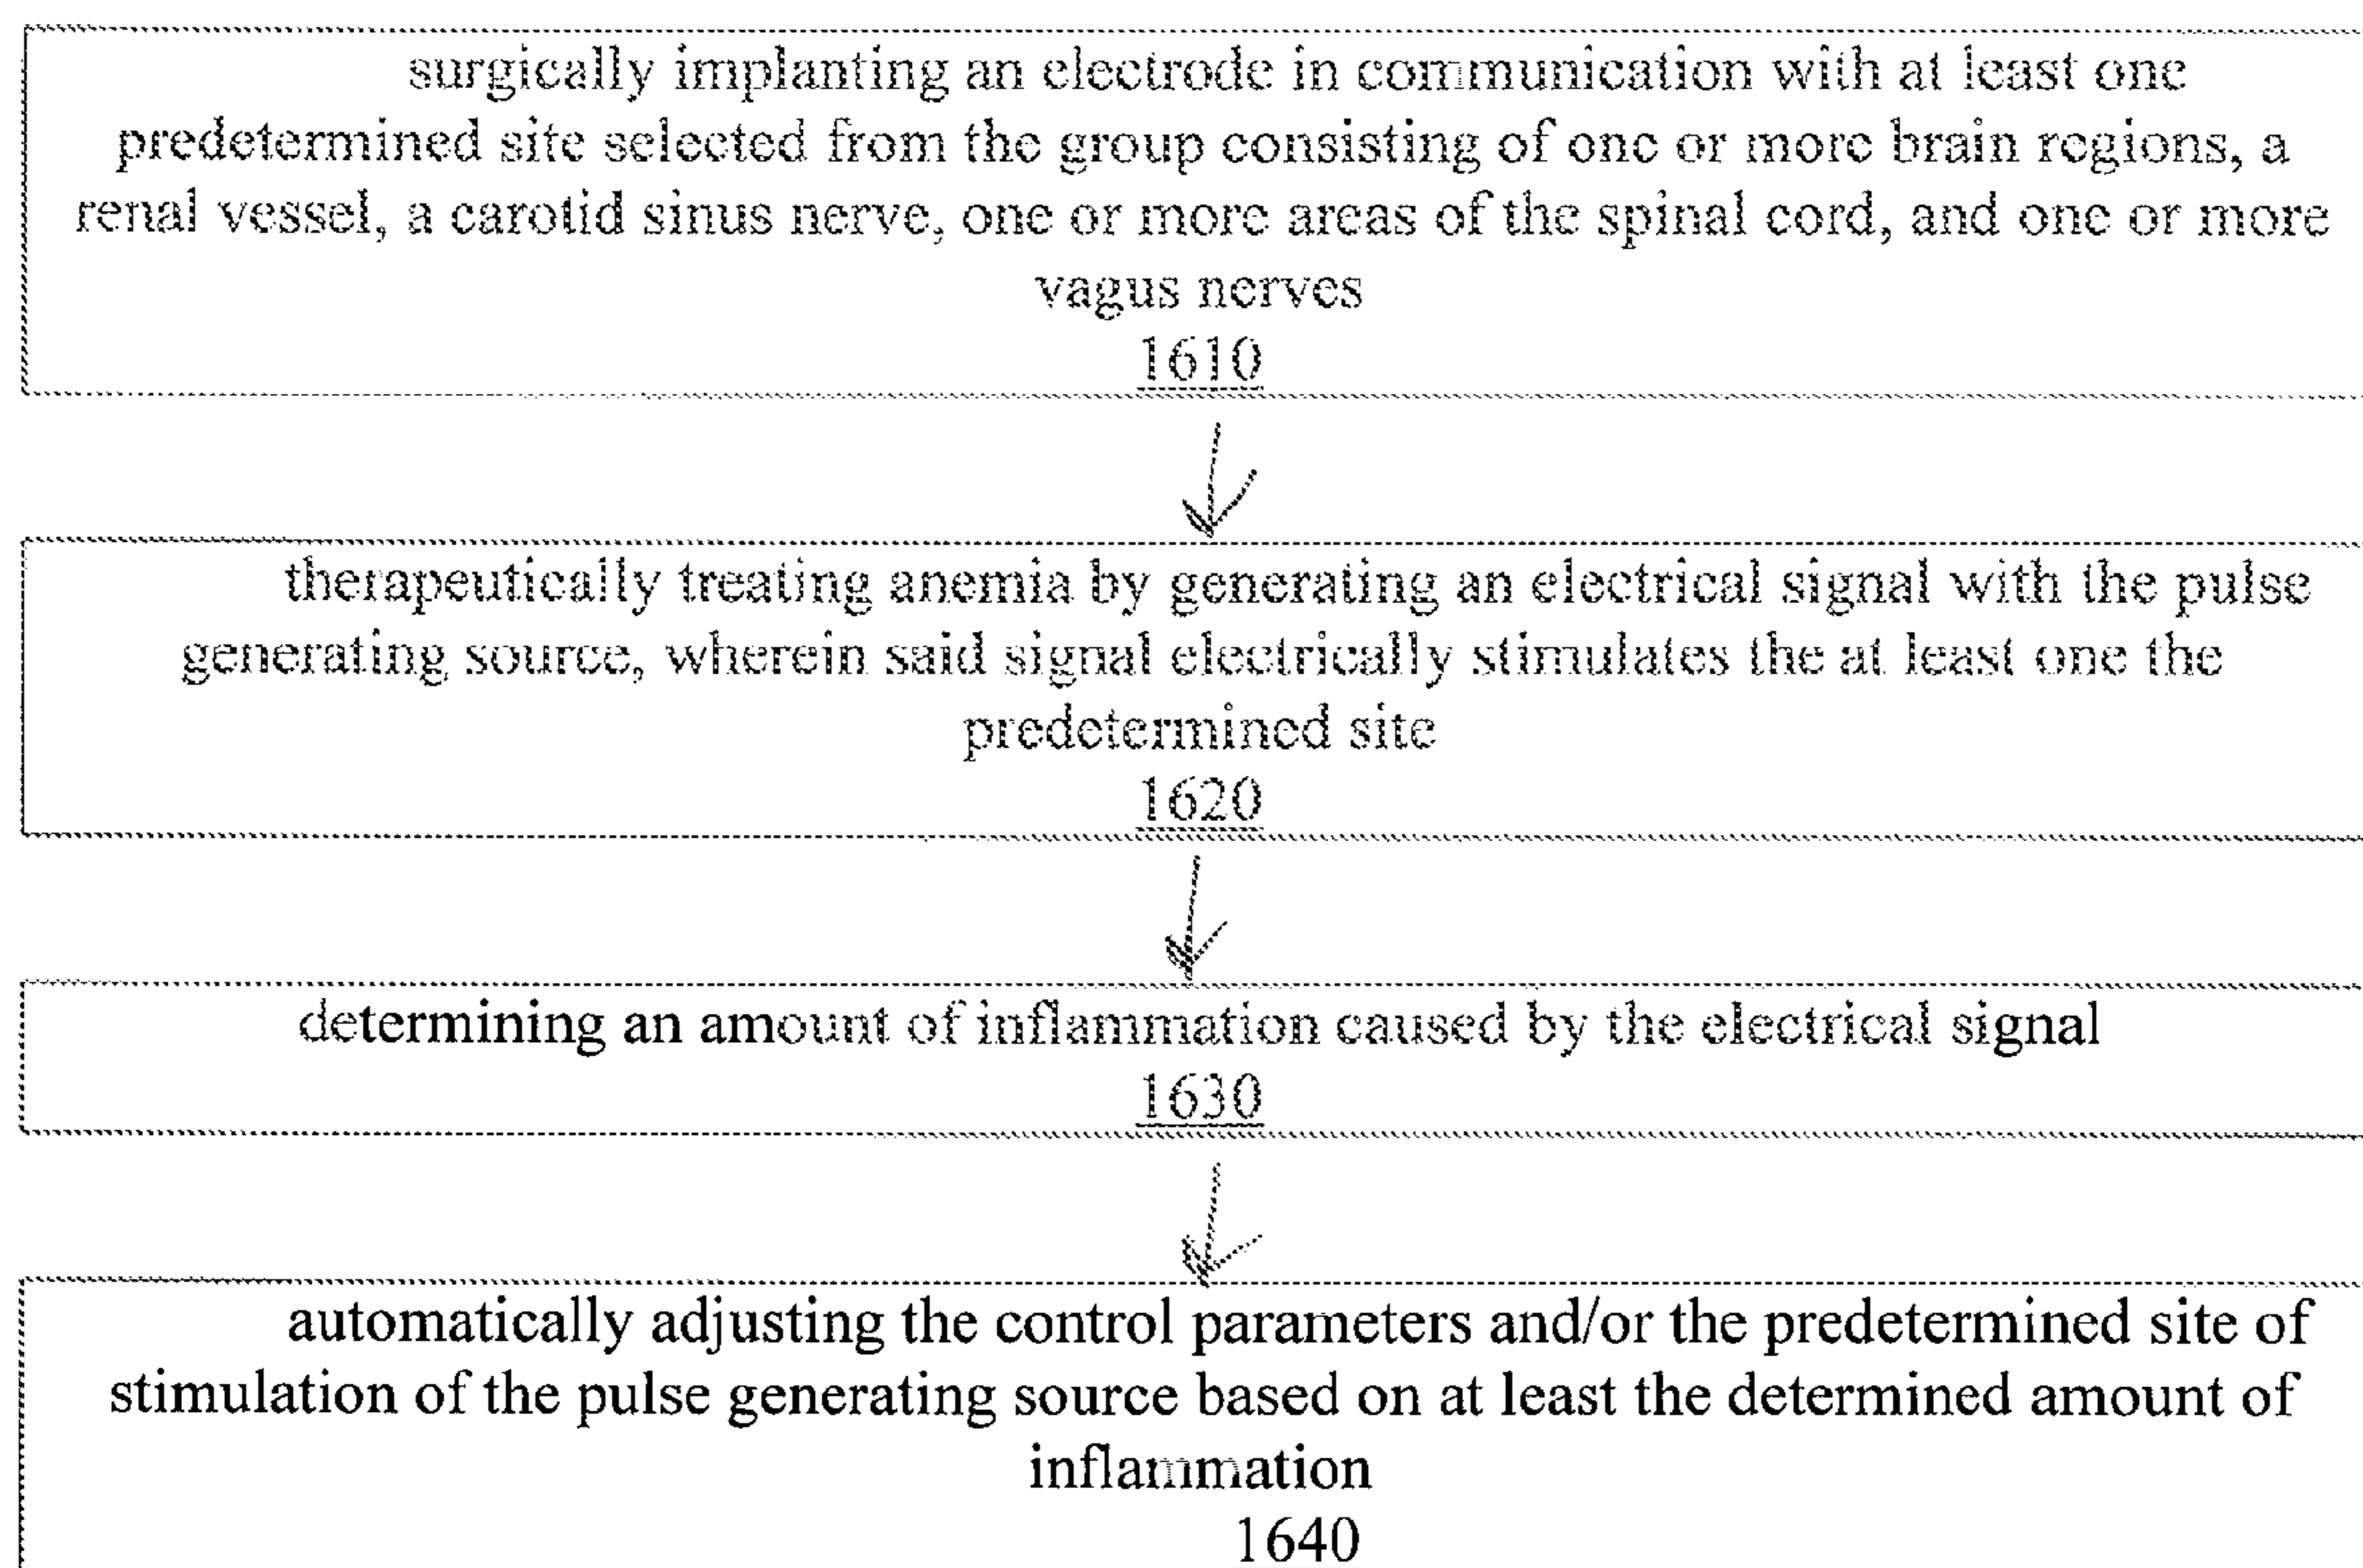 surgically implanting an electrode in communication with at least one
predetermined site selected from the group consisting of one or more brain regions, a
renal vessel, a carotid sinus nerve, one or more areas of the spinal cord, and one or more
vagus nerves
1610
therapeutically treating anemia by generating an electrical signal with the pulse
generating source, wherein said signal electrically stimulates the at least one the
predetermined site
1620
determining an amount of inflammation caused by the electrical signal
1630
automatically adjusting the control parameters and/or the predetermined site of
stimulation of the pulse generating source based on at least the determined amount of
inflammation
1640